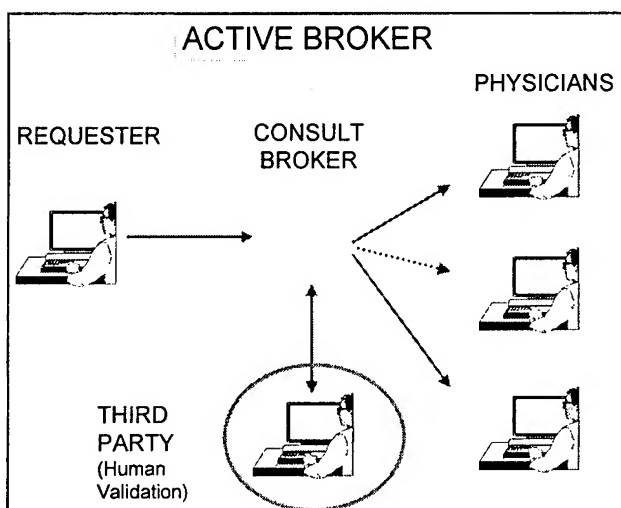 ACTIVE BROKER
PHYSICIANS
REQUESTER
CONSULT
BROKER
THIRD
PARTY
(Human
Validation)